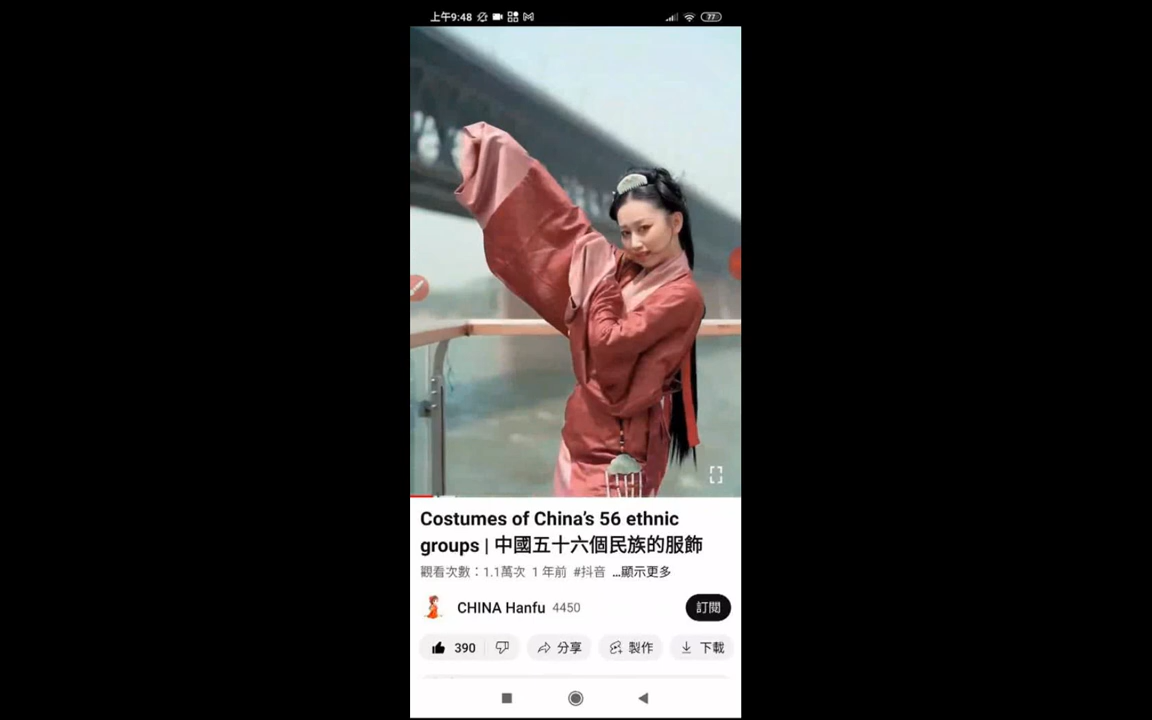 上午9:48
77
Costumes of China's 56 ethnic
groups | 中國五十六個民族的服飾
觀看次數：1.1萬次 1 年前 #抖音 ...顯示更多
CHINA Hanfu 4450 訂閱
390 分享 製作 下載